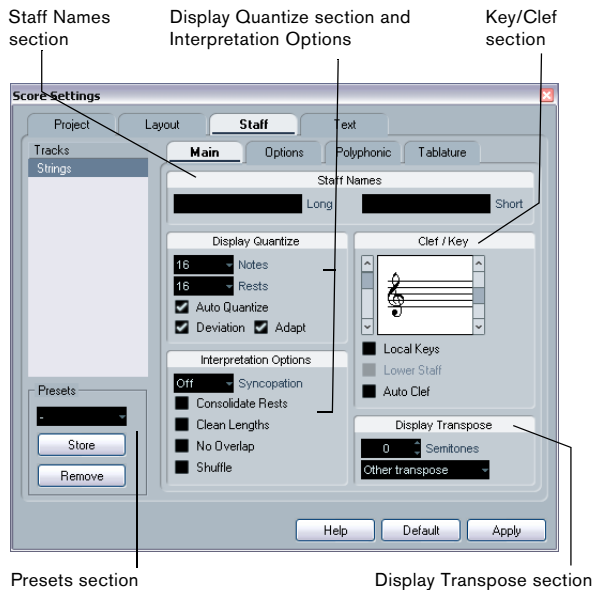 Staff Names section
Display Quantize section and Interpretation Options
Key/Clef section
Score Settings
Project Layout Staff Text
Tracks
Strings
Main Options Polyphonic Tablature
Staff Names
Long Short
Display Quantize
16 Notes
16 Rests
Auto Quantize
Deviation Adapt
Clef / Key
Local Keys
Lower Staff
Auto Clef
Interpretation Options
Off Syncopation
Consolidate Rests
Clean Lengths
No Overlap
Shuffle
Display Transpose
0 Semitones
Other transpose
Presets
-
Store
Remove
Help Default Apply
Presets section
Display Transpose section